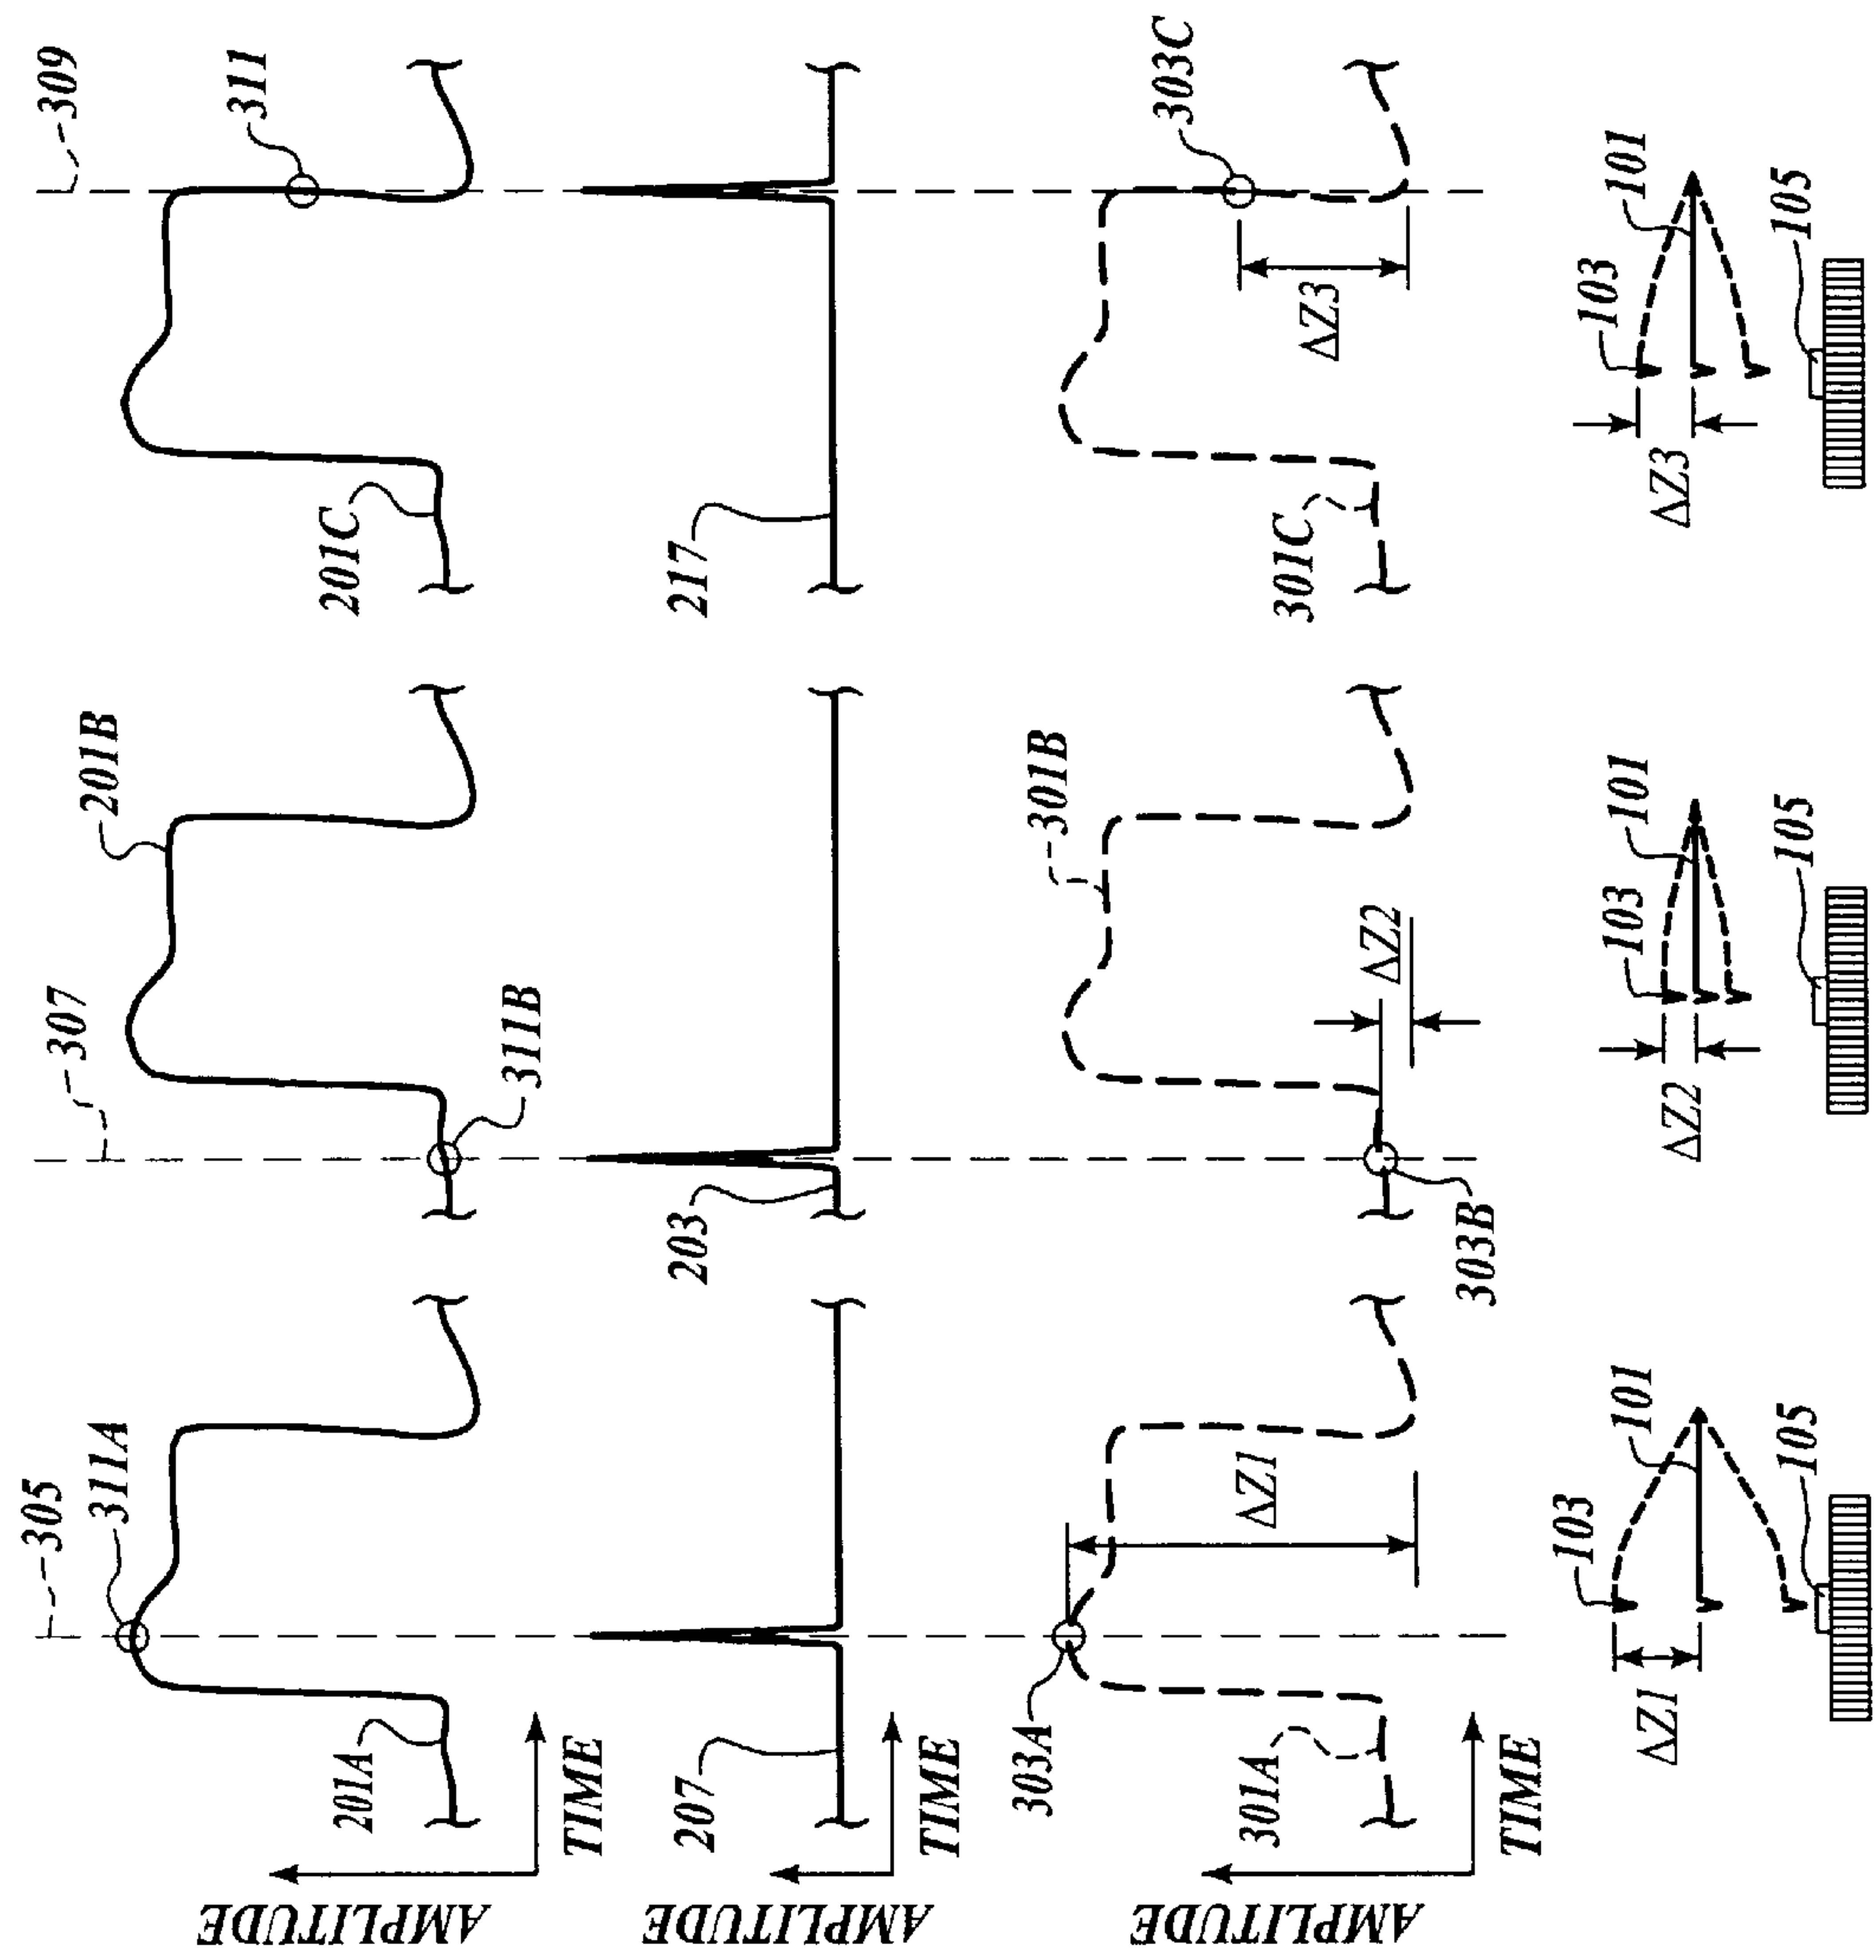 305
311A
201A
AMPLITUDE
TIME
307
201B
311B
309
311
201C
207
AMPLITUDE
TIME
203
217
303A
301A
ΔZ1
AMPLITUDE
TIME
301B
ΔZ2
303B
303C
301C
ΔZ3
103
101
ΔZ1
105
103
101
ΔZ2
105
103
101
ΔZ3
105